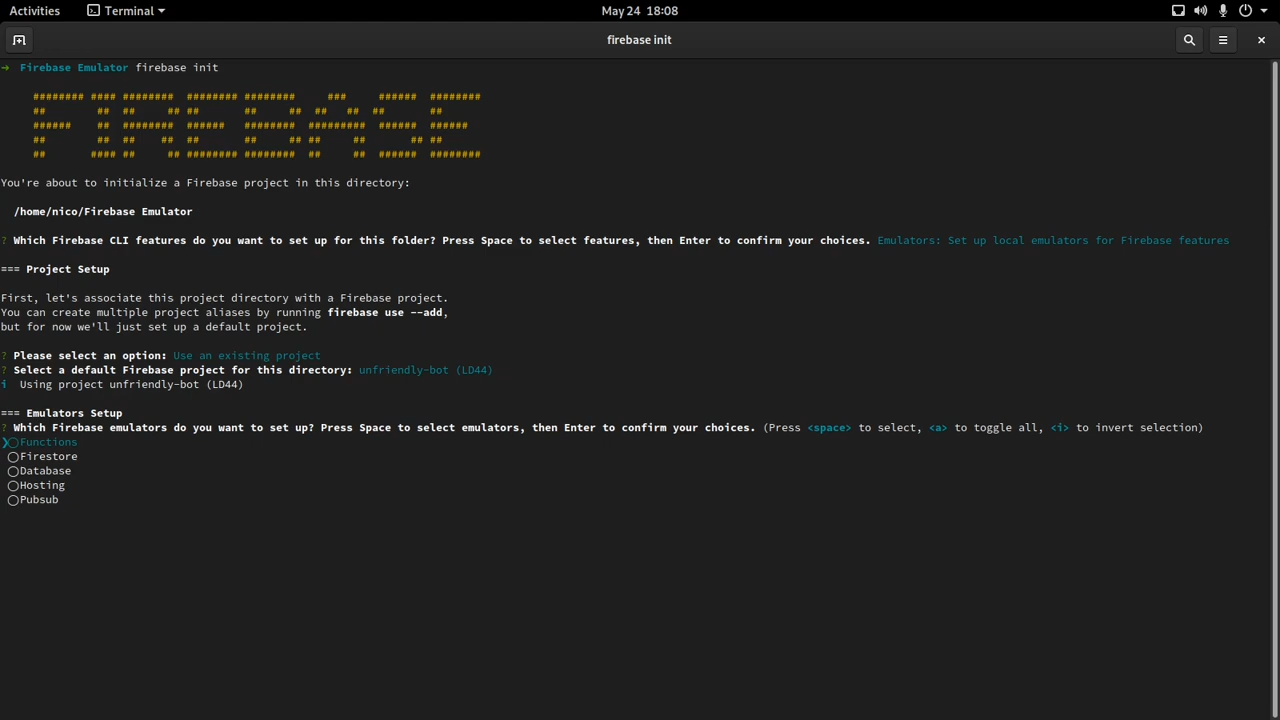 Activities Terminal May 24 18:08
firebase init
→ Firebase Emulator firebase init
######## #### ######## ######## ######## ### ###### ########
## ## ## ## ## ## ## ## ## ## ##
###### ## ######## ###### ######## ######### ###### ######
## ## ## ## ## ## ## ## ## ## ##
## #### ## ## ######## ######## ## ## ###### ########
You're about to initialize a Firebase project in this directory:
/home/nico/Firebase Emulator
? Which Firebase CLI features do you want to set up for this folder? Press Space to select features, then Enter to confirm your choices. Emulators: Set up local emulators for Firebase features
=== Project Setup
First, let's associate this project directory with a Firebase project.
You can create multiple project aliases by running firebase use --add,
but for now we'll just set up a default project.
? Please select an option: Use an existing project
? Select a default Firebase project for this directory: unfriendly-bot (LD44)
i Using project unfriendly-bot (LD44)
=== Emulators Setup
? Which Firebase emulators do you want to set up? Press Space to select emulators, then Enter to confirm your choices. (Press <space> to select, <a> to toggle all, <i> to invert selection)
❯◯Functions
◯Firestore
◯Database
◯Hosting
◯Pubsub